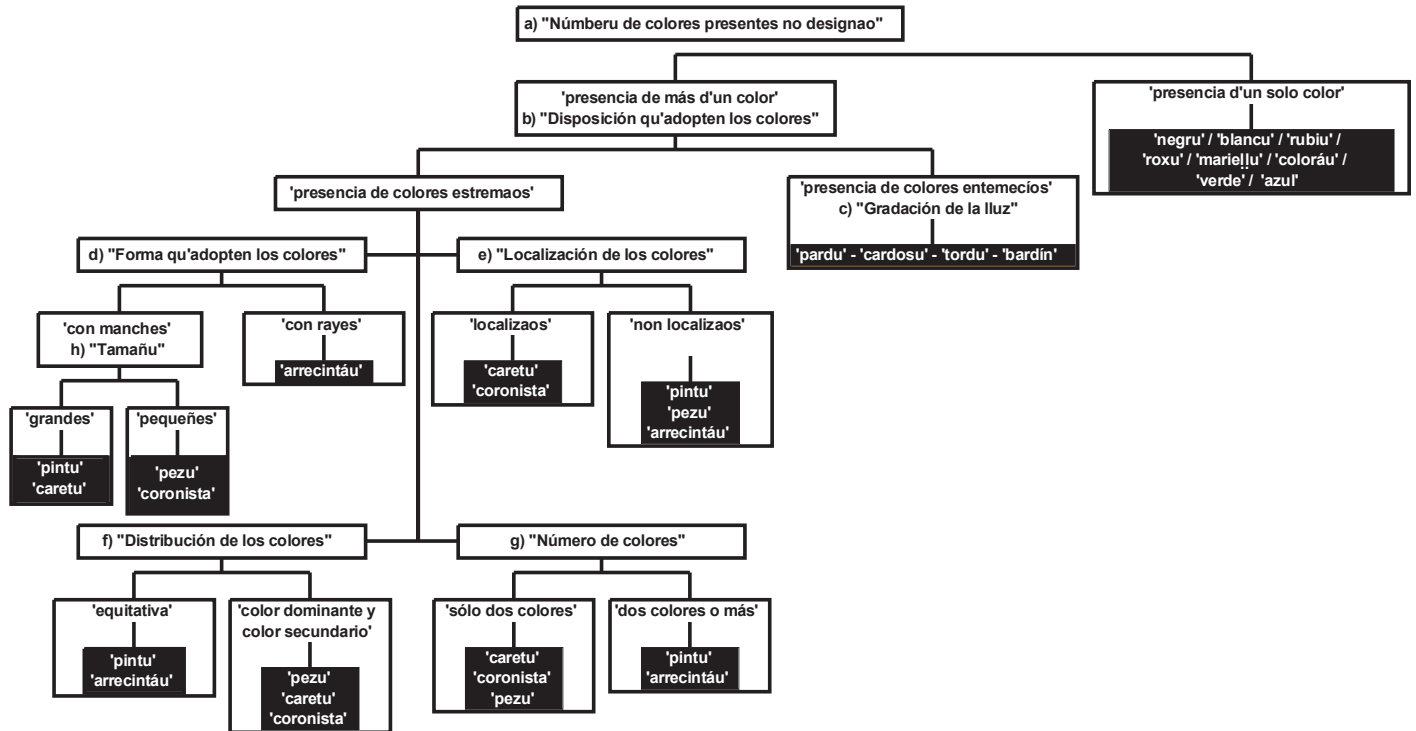 a) "Númberu de colores presentes no designao"
'presencia de más d'un color'
b) "Disposición qu'adopten los colores"
'presencia d'un solo color'
'negru' / 'blancu' / 'rubiu' /
'roxu' / 'marieḷḷu' / 'coloráu' /
'verde' / 'azul'
'presencia de colores estremaos'
'presencia de colores entemecíos'
c) "Gradación de la lluz"
'pardu' - 'cardosu' - 'tordu' - 'bardín'
d) "Forma qu'adopten los colores"
e) "Localización de los colores"
'con manches'
h) "Tamañu"
'con rayes'
'arrecintáu'
'localizaos'
'caretu'
'coronista'
'non localizaos'
'pintu'
'pezu'
'arrecintáu'
'grandes'
'pintu'
'caretu'
'pequeñes'
'pezu'
'coronista'
f) "Distribución de los colores"
g) "Número de colores"
'equitativa'
'pintu'
'arrecintáu'
'color dominante y
color secundario'
'pezu'
'caretu'
'coronista'
'sólo dos colores'
'caretu'
'coronista'
'pezu'
'dos colores o más'
'pintu'
'arrecintáu'